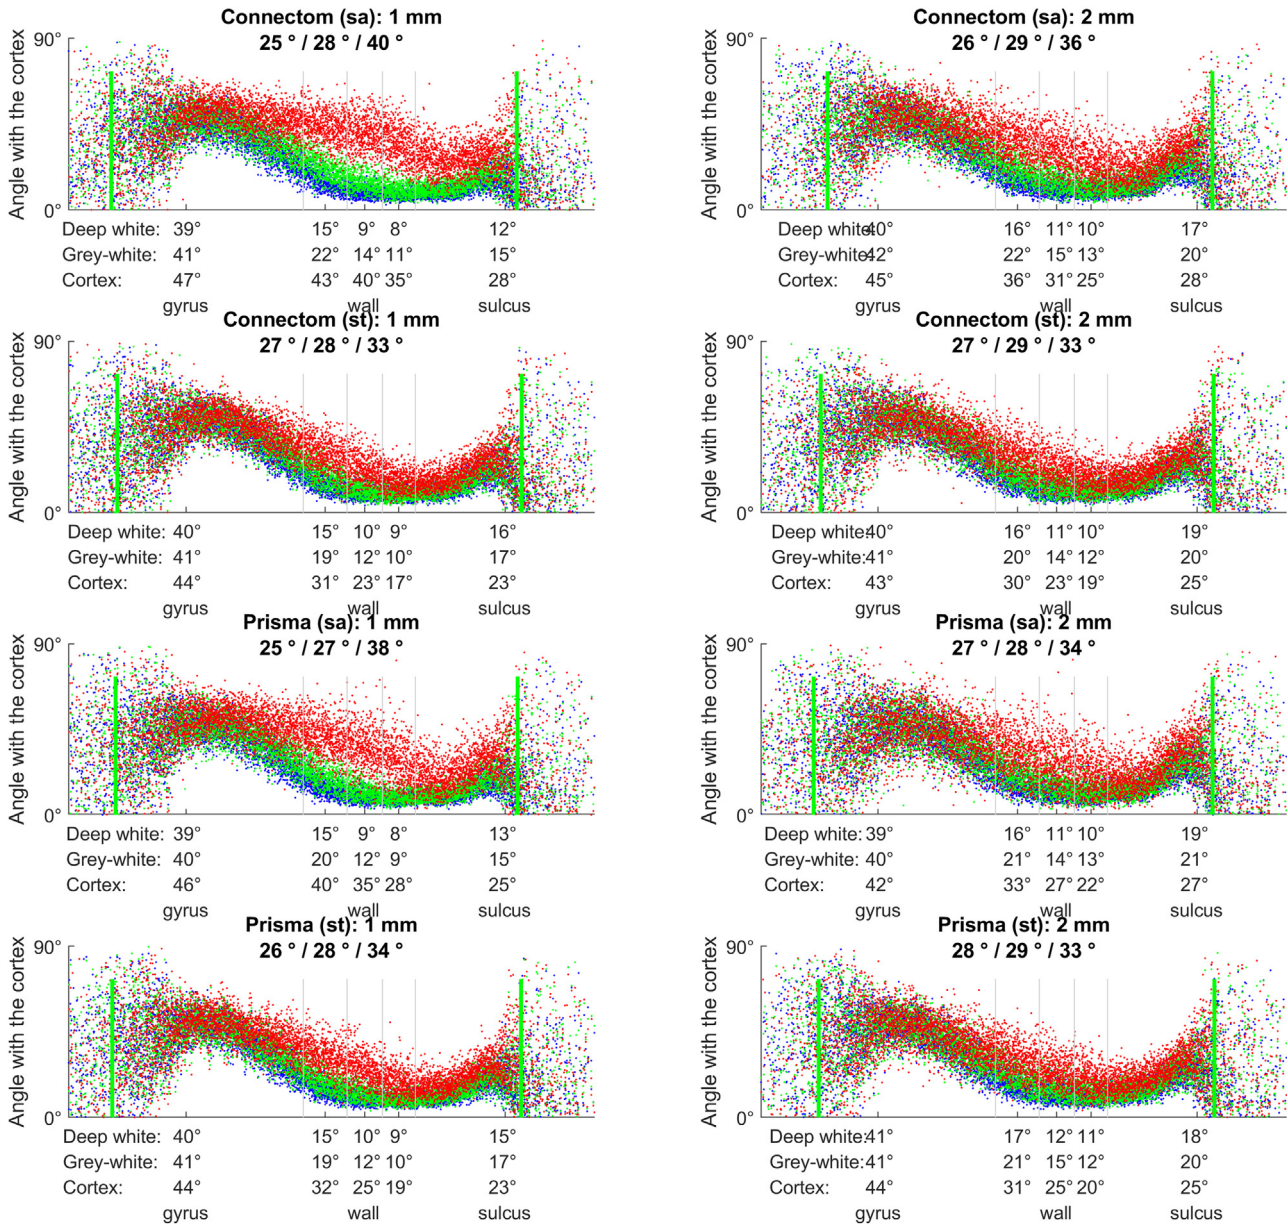 Connectom (sa): 1 mm
25 ° / 28 ° / 40 °
90°
Angle with the cortex
0°
Deep white: 39° 15° 9° 8° 12°
Grey-white: 41° 22° 14° 11° 15°
Cortex: 47° 43° 40° 35° 28°
gyrus wall sulcus
Connectom (sa): 2 mm
26 ° / 29 ° / 36 °
90°
Angle with the cortex
0°
Deep white: 40° 16° 11° 10° 17°
Grey-white: 42° 22° 15° 13° 20°
Cortex: 45° 36° 31° 25° 28°
gyrus wall sulcus
Connectom (st): 1 mm
27 ° / 28 ° / 33 °
90°
Angle with the cortex
0°
Deep white: 40° 15° 10° 9° 16°
Grey-white: 41° 19° 12° 10° 17°
Cortex: 44° 31° 23° 17° 23°
gyrus wall sulcus
Connectom (st): 2 mm
27 ° / 29 ° / 33 °
90°
Angle with the cortex
0°
Deep white: 40° 16° 11° 10° 19°
Grey-white: 41° 20° 14° 12° 20°
Cortex: 43° 30° 23° 19° 25°
gyrus wall sulcus
Prisma (sa): 1 mm
25 ° / 27 ° / 38 °
90°
Angle with the cortex
0°
Deep white: 39° 15° 9° 8° 13°
Grey-white: 40° 20° 12° 9° 15°
Cortex: 46° 40° 35° 28° 25°
gyrus wall sulcus
Prisma (sa): 2 mm
27 ° / 28 ° / 34 °
90°
Angle with the cortex
0°
Deep white: 39° 16° 11° 10° 19°
Grey-white: 40° 21° 14° 13° 21°
Cortex: 42° 33° 27° 22° 27°
gyrus wall sulcus
Prisma (st): 1 mm
26 ° / 28 ° / 34 °
90°
Angle with the cortex
0°
Deep white: 40° 15° 10° 9° 15°
Grey-white: 41° 19° 12° 10° 17°
Cortex: 44° 32° 25° 19° 23°
gyrus wall sulcus
Prisma (st): 2 mm
28 ° / 29 ° / 33 °
90°
Angle with the cortex
0°
Deep white: 41° 17° 12° 11° 18°
Grey-white: 41° 21° 15° 12° 20°
Cortex: 44° 31° 25° 20° 25°
gyrus wall sulcus